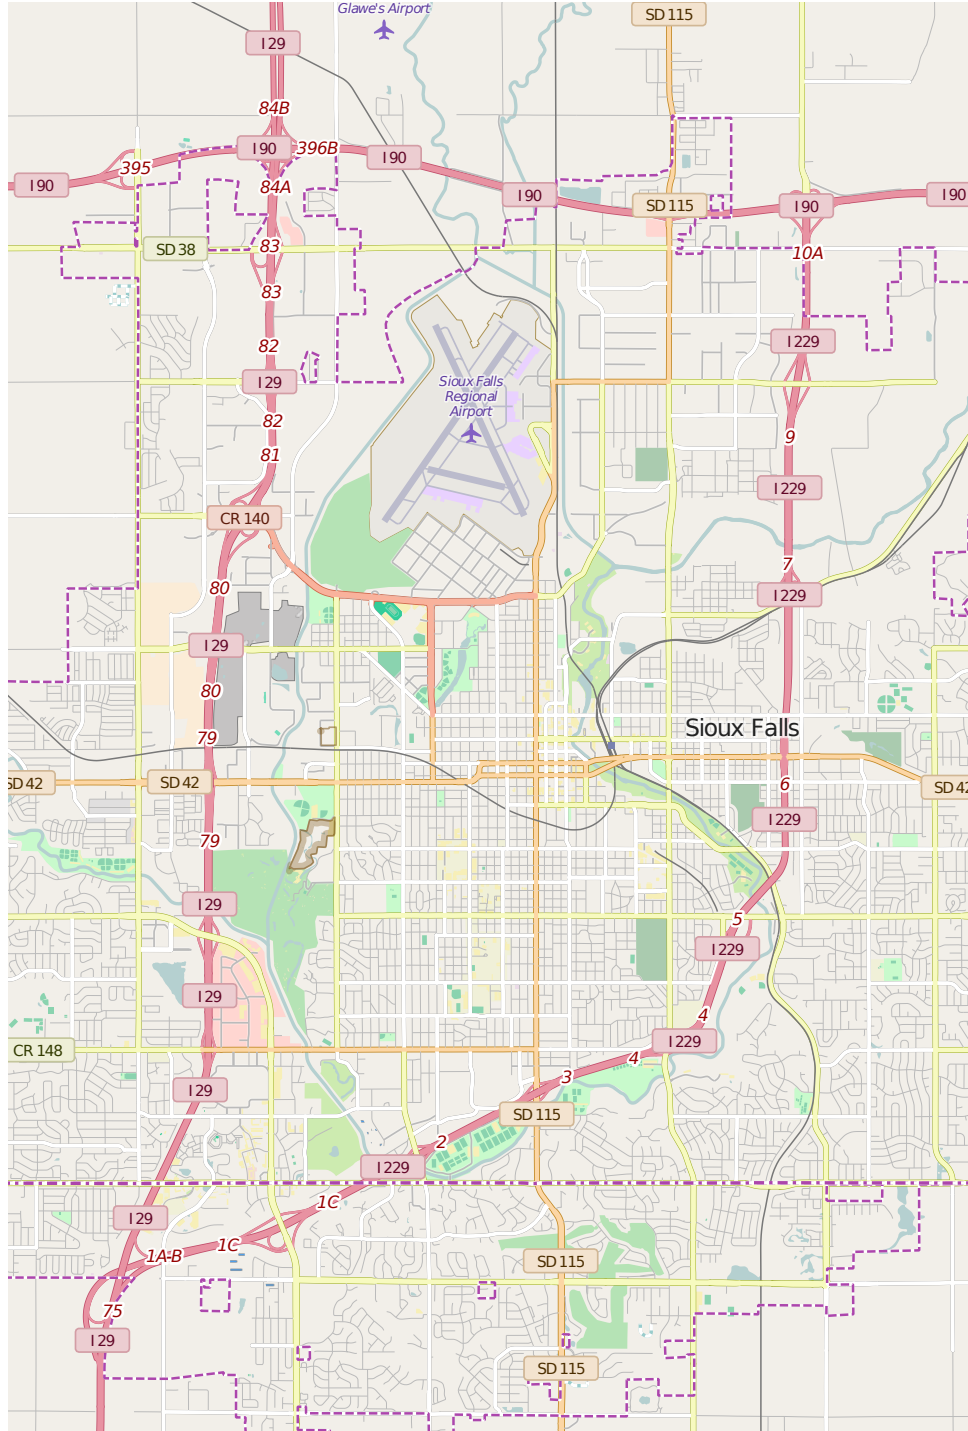 Glawe's Airport
SD 115
I 29
84B
I 90
396B
I 90
395
I 90
84A
I 90
I 90
SD 115
I 90
SD 38
83
10A
83
I 229
82
I 29
Sioux Falls
Regional
Airport
82
9
81
I 229
CR 140
7
80
I 229
I 29
80
Sioux Falls
79
SD 42
SD 42
6
SD 42
I 229
79
I 29
5
I 229
I 29
4
I 229
CR 148
4
3
I 29
SD 115
2
I 229
1C
I 29
1C
1A-B
SD 115
75
I 29
SD 115